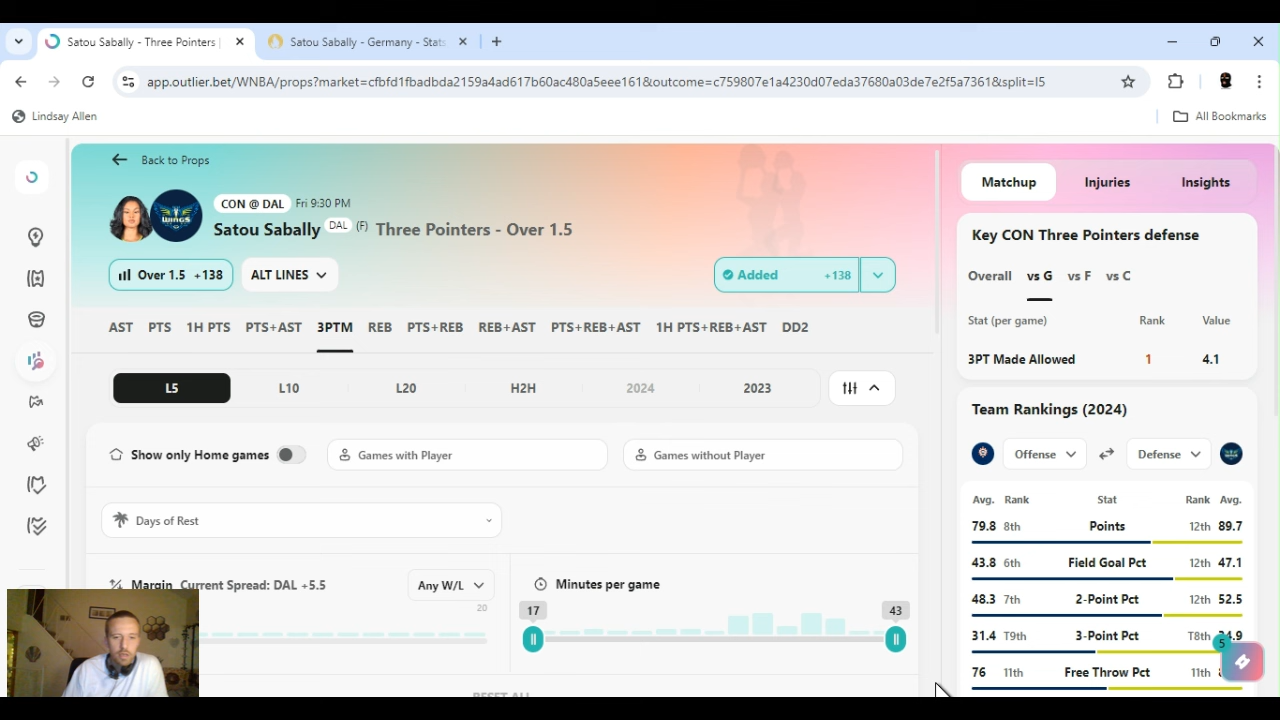 Satou Sabally - Three Pointers
Satou Sabally - Germany - Stats
app.outlier.bet/WNBA/props?market=cfbfd1fbadbda2159a4ad617b60ac480a5eee161&outcome=c759807e1a4230d07eda37680a03de7e2f5a7361&split=l5
Lindsay Allen
All Bookmarks
Back to Props
CON @ DAL Fri 9:30 PM
WINGS
Satou Sabally DAL (F) Three Pointers - Over 1.5
Over 1.5 +138
ALT LINES
Added +138
AST PTS 1H PTS PTS+AST 3PTM REB PTS+REB REB+AST PTS+REB+AST 1H PTS+REB+AST DD2
L5 L10 L20 H2H 2024 2023
Show only Home games
Games with Player
Games without Player
Days of Rest
Margin Current Spread: DAL +5.5
Any W/L
20
Minutes per game
17 43
RESET ALL
Matchup Injuries Insights
Key CON Three Pointers defense
Overall vs G vs F vs C
Stat (per game) Rank Value
3PT Made Allowed 1 4.1
Team Rankings (2024)
Offense Defense
Avg. Rank Stat Rank Avg.
79.8 8th Points 12th 89.7
43.8 6th Field Goal Pct 12th 47.1
48.3 7th 2-Point Pct 12th 52.5
31.4 T9th 3-Point Pct T8th
5
76 11th Free Throw Pct 11th